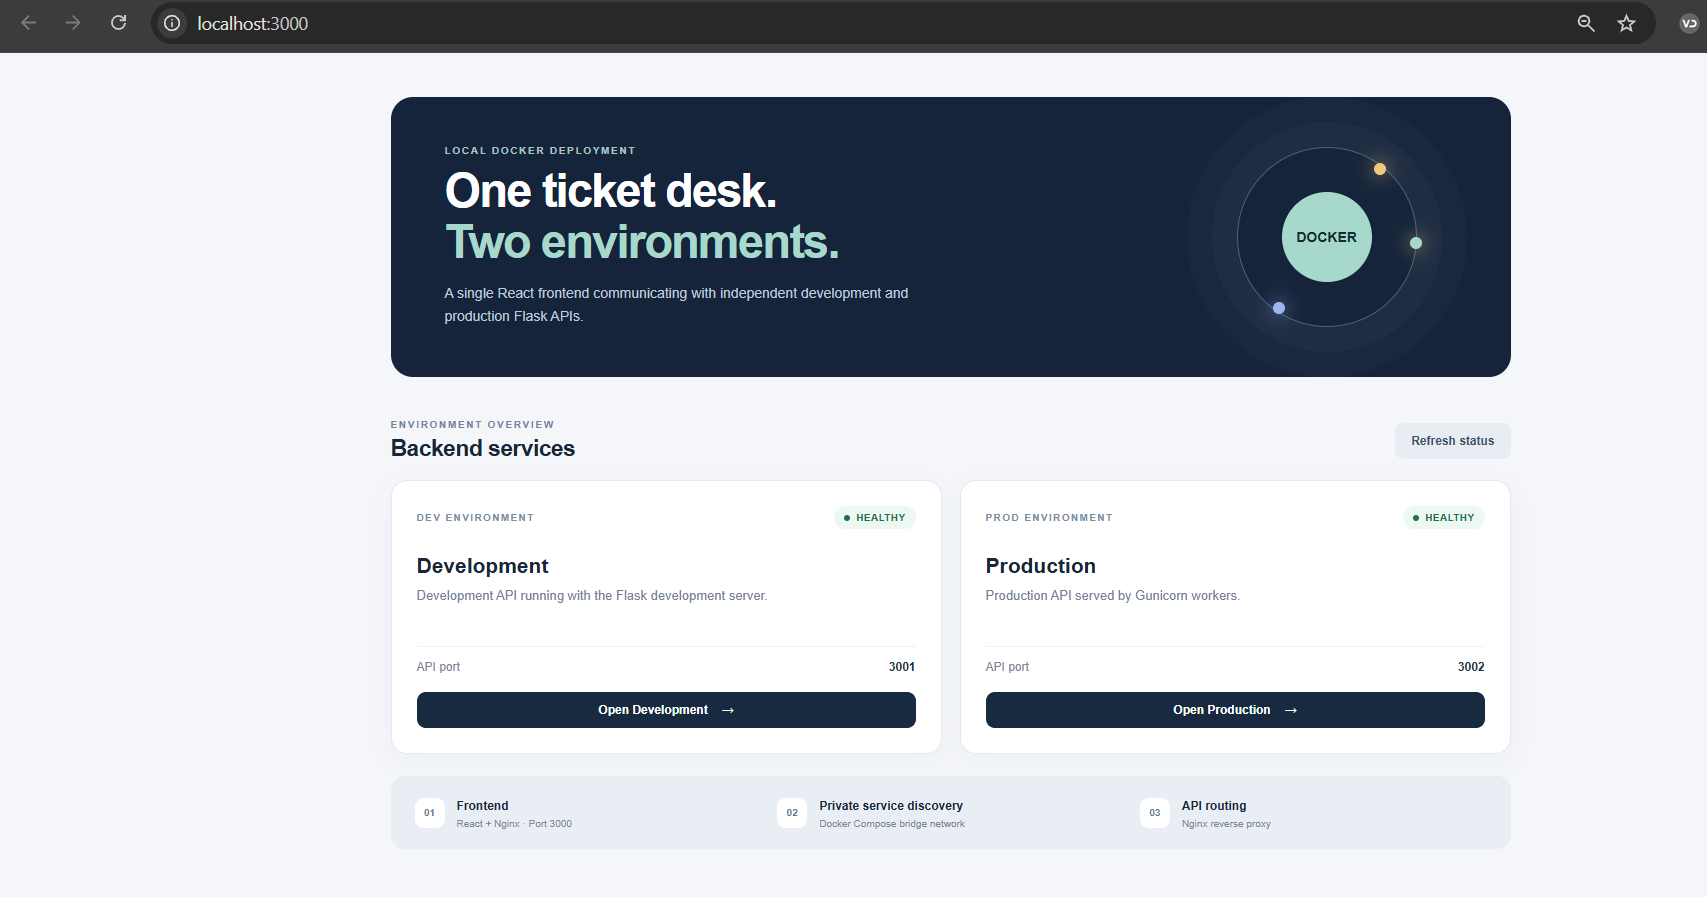 localhost:3000
VD
LOCAL DOCKER DEPLOYMENT
One ticket desk.
Two environments.
A single React frontend communicating with independent development and
production Flask APIs.
DOCKER
ENVIRONMENT OVERVIEW
Backend services
Refresh status
DEV ENVIRONMENT
HEALTHY
Development
Development API running with the Flask development server.
API port
3001
Open Development →
PROD ENVIRONMENT
HEALTHY
Production
Production API served by Gunicorn workers.
API port
3002
Open Production →
01
Frontend
React + Nginx · Port 3000
02
Private service discovery
Docker Compose bridge network
03
API routing
Nginx reverse proxy